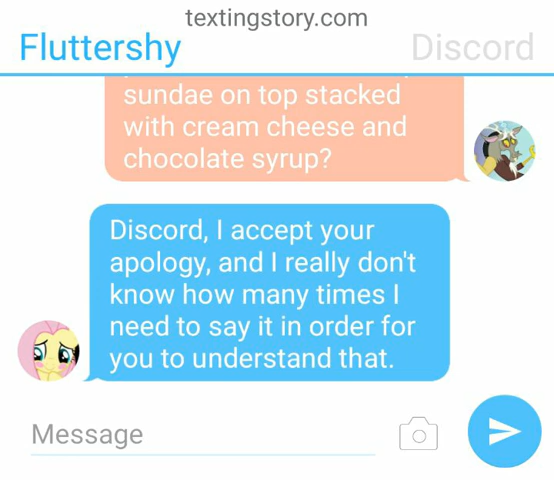 textingstory.com
Fluttershy
Discord
sundae on top stacked
with cream cheese and
chocolate syrup?
Discord, I accept your
apology, and I really don't
know how many times I
need to say it in order for
you to understand that.
Message